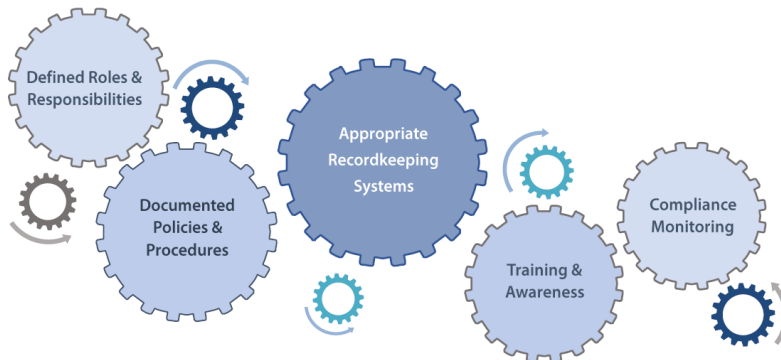 Defined Roles &
Responsibilities
Documented
Policies &
Procedures
Appropriate
Recordkeeping
Systems
Training &
Awareness
Compliance
Monitoring